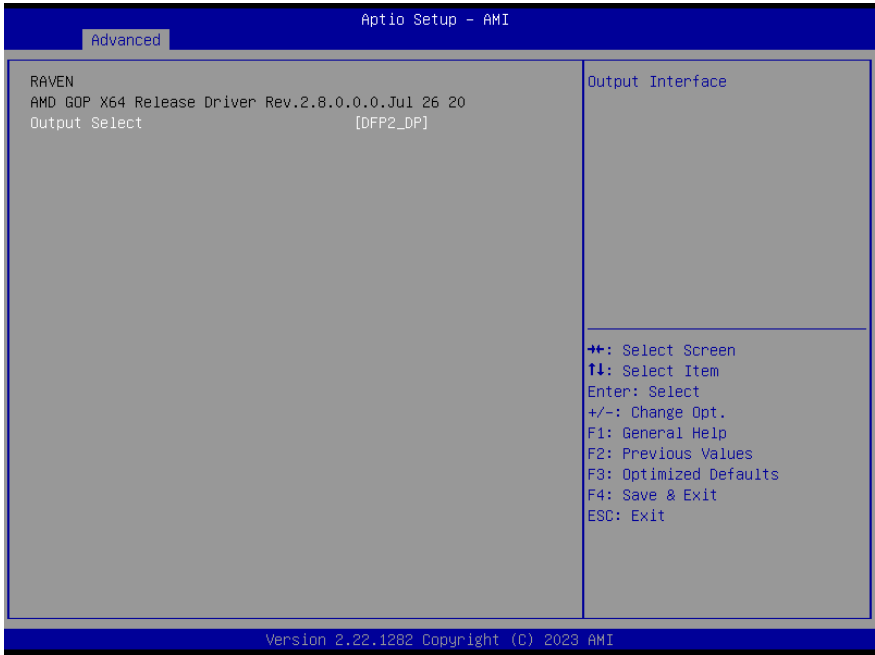 Aptio Setup – AMI
Advanced
RAVEN
AMD GOP X64 Release Driver Rev.2.8.0.0.0.Jul 26 20
Output Select [DFP2_DP]
Output Interface
→←: Select Screen
↑↓: Select Item
Enter: Select
+/-: Change Opt.
F1: General Help
F2: Previous Values
F3: Optimized Defaults
F4: Save & Exit
ESC: Exit
Version 2.22.1282 Copyright (C) 2023 AMI